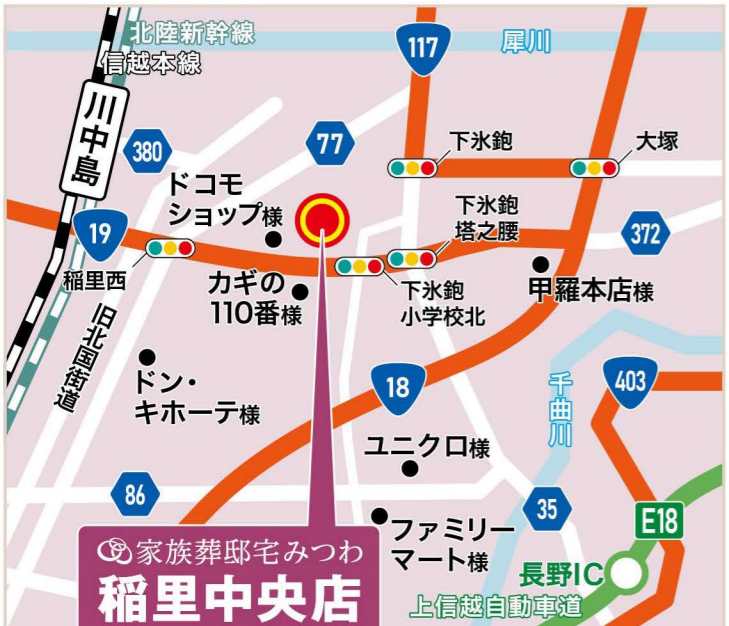 北陸新幹線
信越本線
117
犀川
川中島
380
77
下氷鉋
大塚
ドコモ
ショップ様
19
稲里西
下氷鉋
塔之腰
372
カギの
110番様
下氷鉋
小学校北
甲羅本店様
旧北国街道
ドン・
キホーテ様
18
千曲川
403
ユニクロ様
86
35
E18
ファミリー
マート様
長野IC
上信越自動車道
家族葬邸宅みつわ
稲里中央店